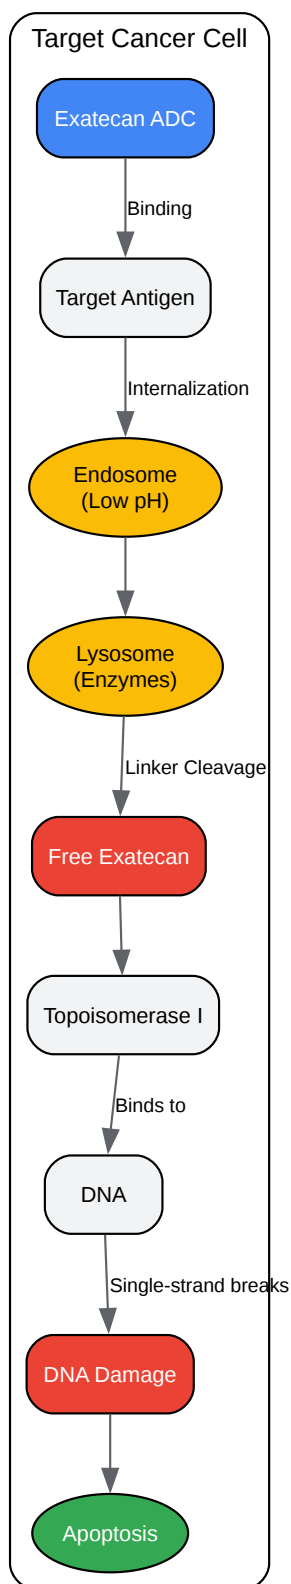 Target Cancer Cell
Exatecan ADC
Binding
Target Antigen
Internalization
Endosome
(Low pH)
Lysosome
(Enzymes)
Linker Cleavage
Free Exatecan
Topoisomerase I
Binds to
DNA
Single-strand breaks
DNA Damage
Apoptosis